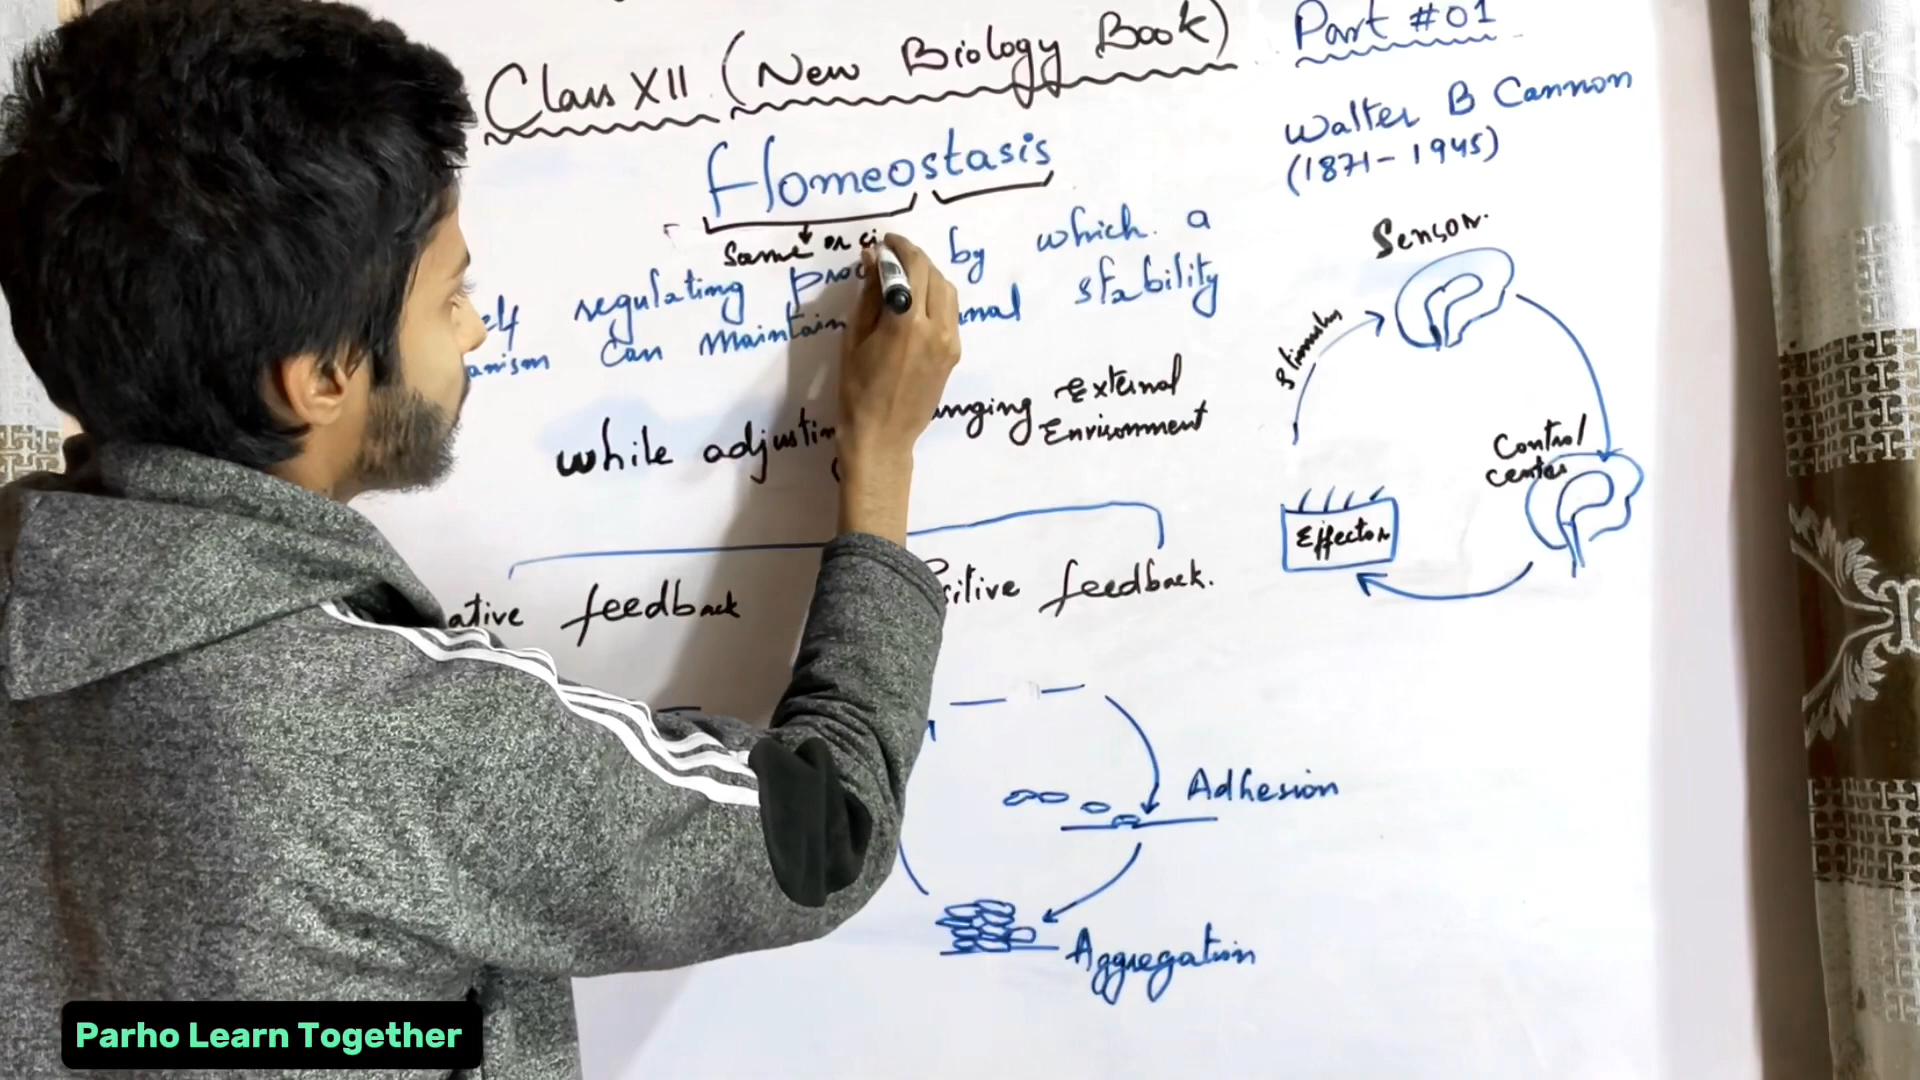 Class XII (New Biology Book)
Part #01
Homeostasis
Walter B Cannon
(1871-1945)
Same or
regulating by which a
can maintain stability
while
External
Environment
feedback
feedback.
Sensor
Stimulus
Control
center
Effector
Adhesion
Aggregation
Parho Learn Together